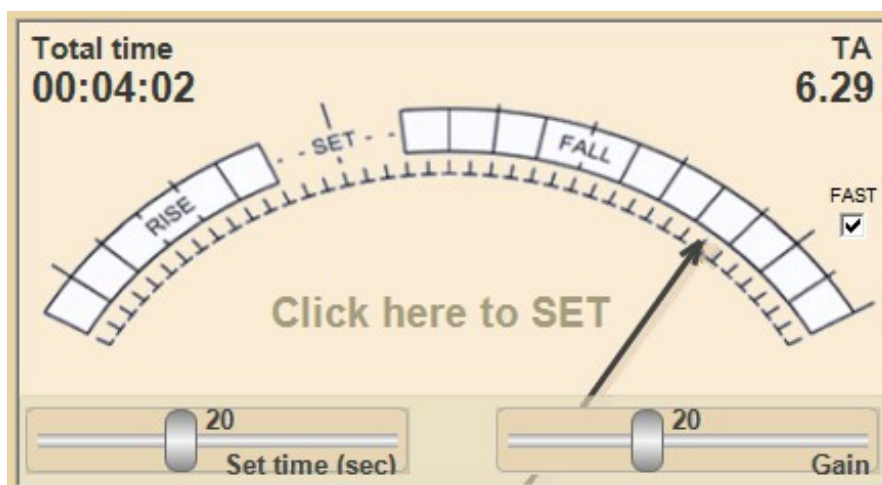 Total time
00:04:02
TA
6.29
RISE
SET
FALL
FAST
Click here to SET
20
Set time (sec)
20
Gain